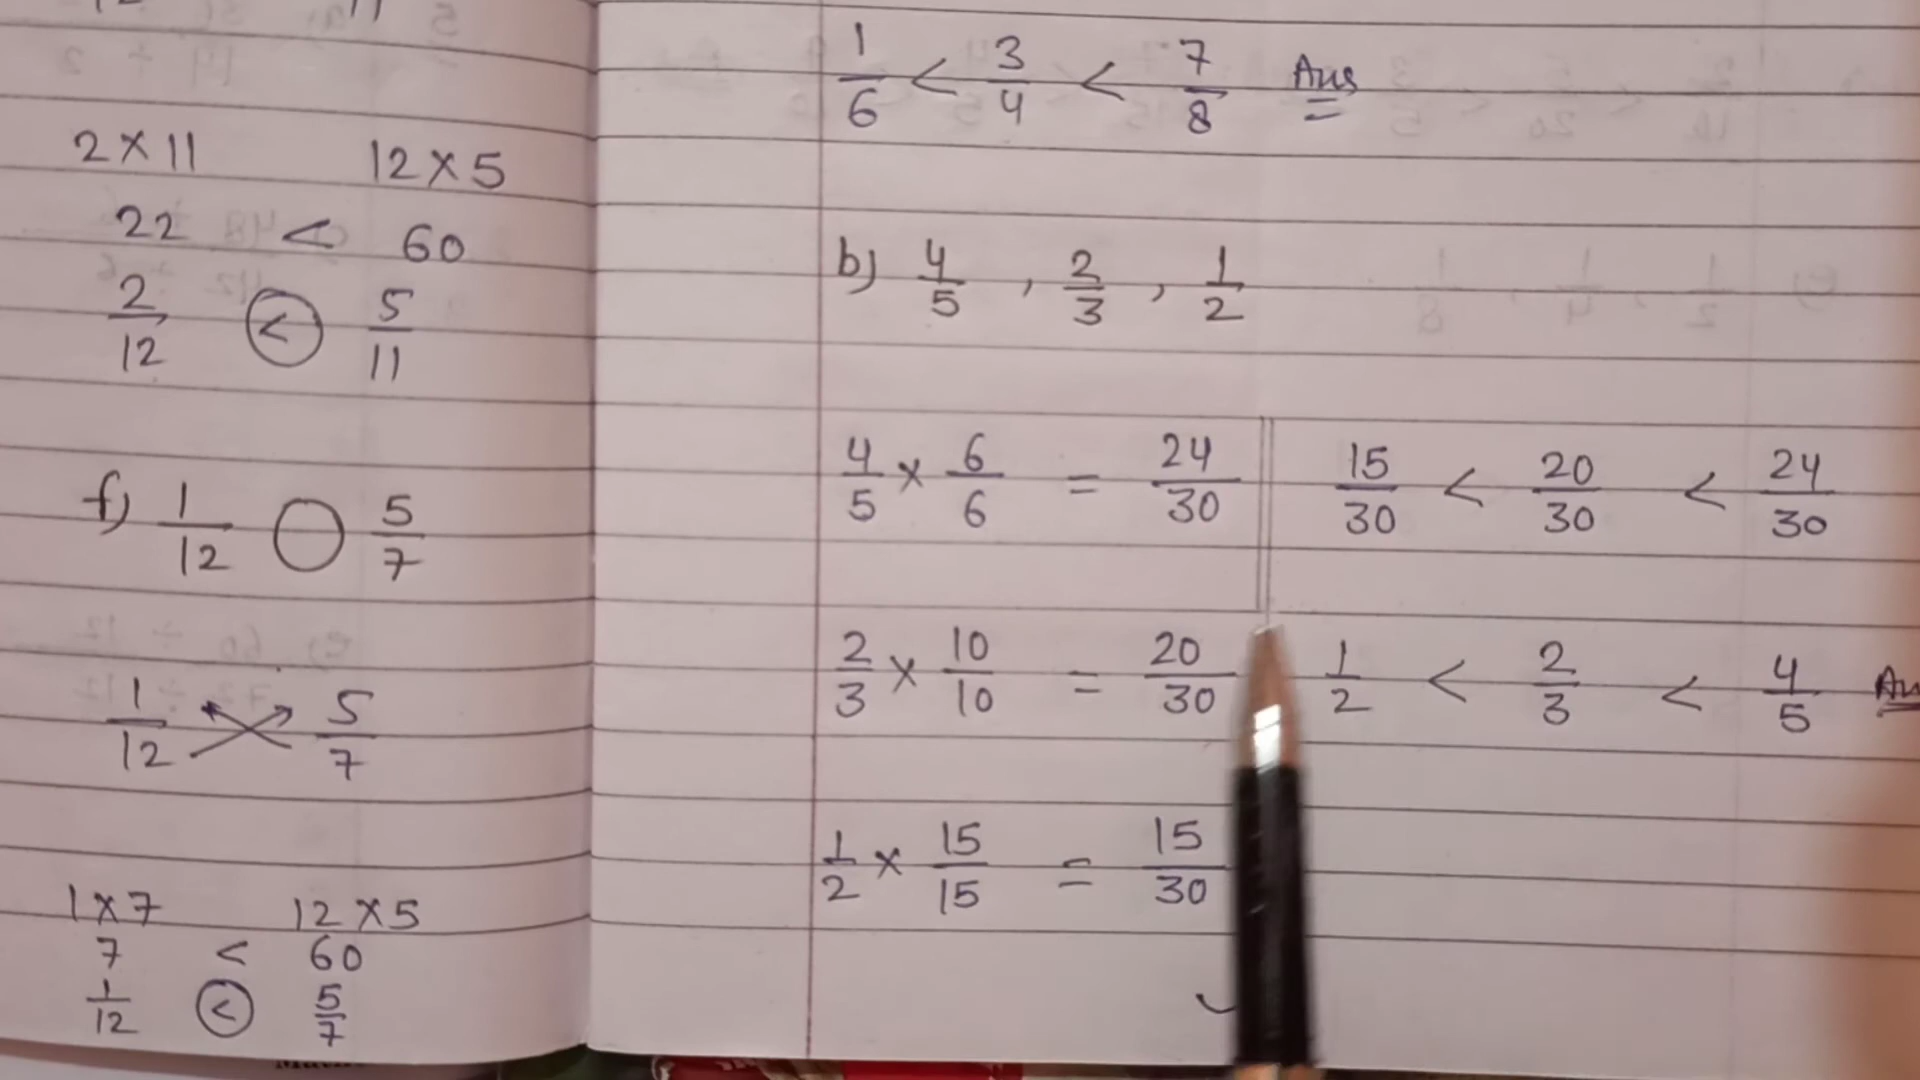 2 × 11 12 × 5
22 < 60
2/12 < 5/11
f) 1/12 ○ 5/7
1/12 5/7
1 × 7 12 × 5
7 < 60
1/12 < 5/7
1/6 < 3/4 < 7/8 Ans
b) 4/5 , 2/3 , 1/2
4/5 × 6/6 = 24/30
2/3 × 10/10 = 20/30
1/2 × 15/15 = 15/30
15/30 < 20/30 < 24/30
1/2 < 2/3 < 4/5